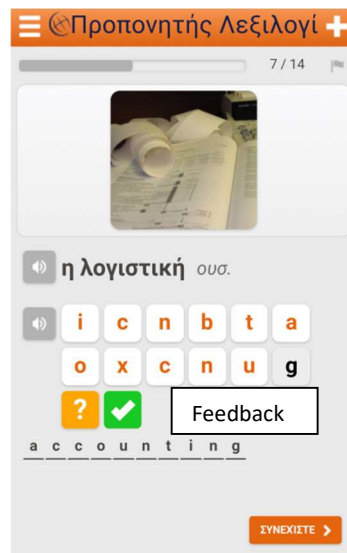 Προπονητής Λεξιλογί
7 / 14
η λογιστική ουσ.
i c n b t a
o x c n u g
?
Feedback
a c c o u n t i n g
ΣΥΝΕΧΙΣΤΕ